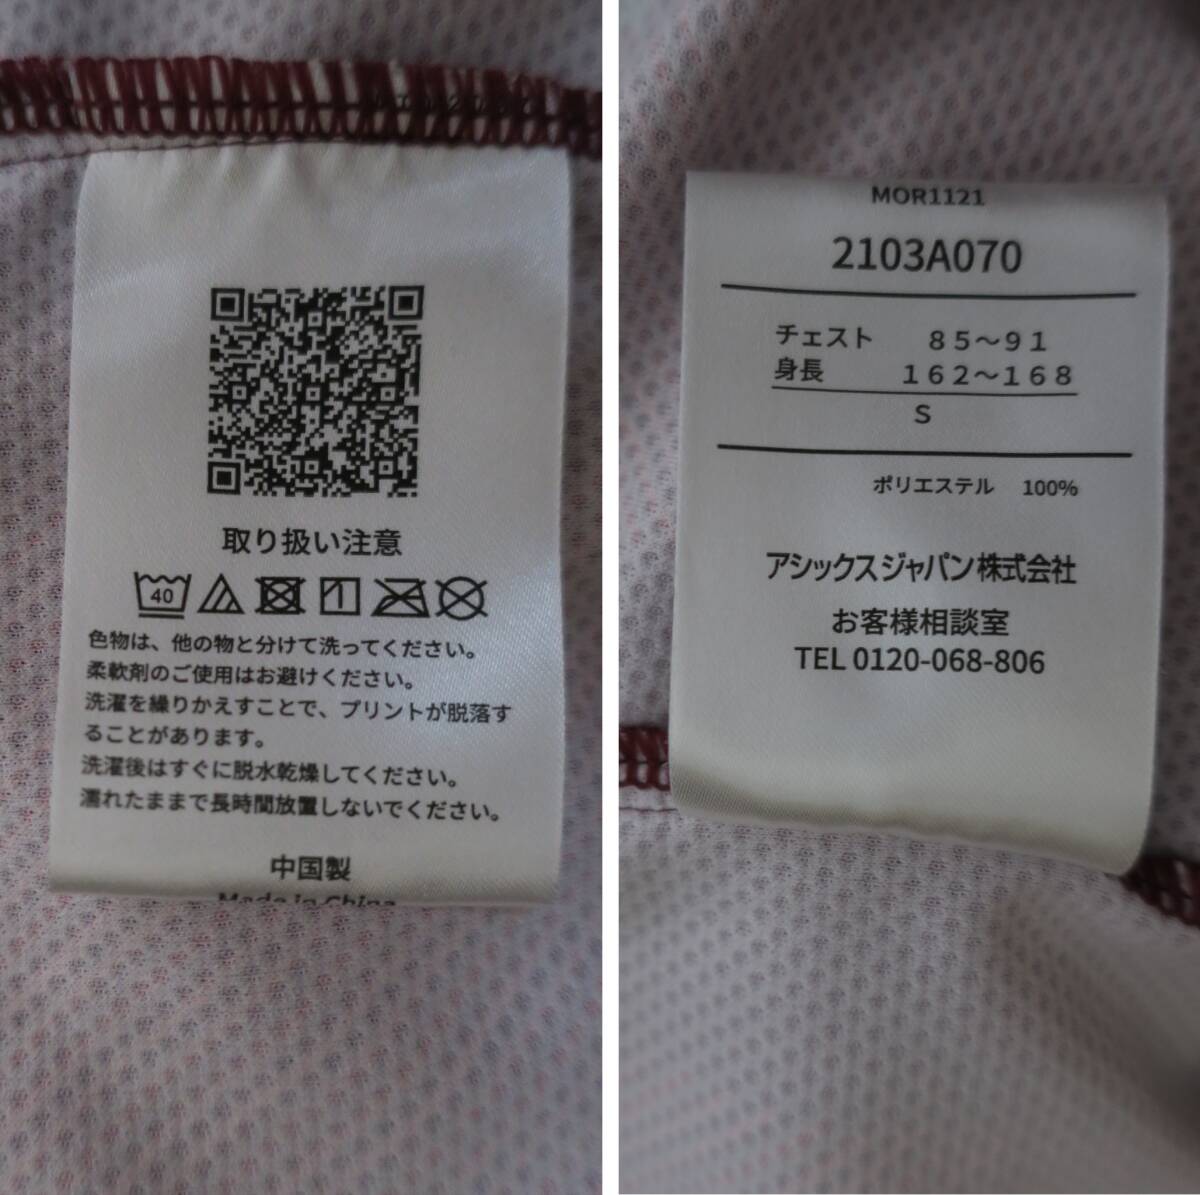 取り扱い注意
40
色物は、他の物と分けて洗ってください。
柔軟剤のご使用はお避けください。
洗濯を繰りかえすことで、プリントが脱落す
ることがあります。
洗濯後はすぐに脱水乾燥してください。
濡れたままで長時間放置しないでください。
中国製
Made in China
MOR1121
2103A070
チェスト 85～91
身長 162～168
S
ポリエステル 100%
アシックスジャパン株式会社
お客様相談室
TEL 0120-068-806